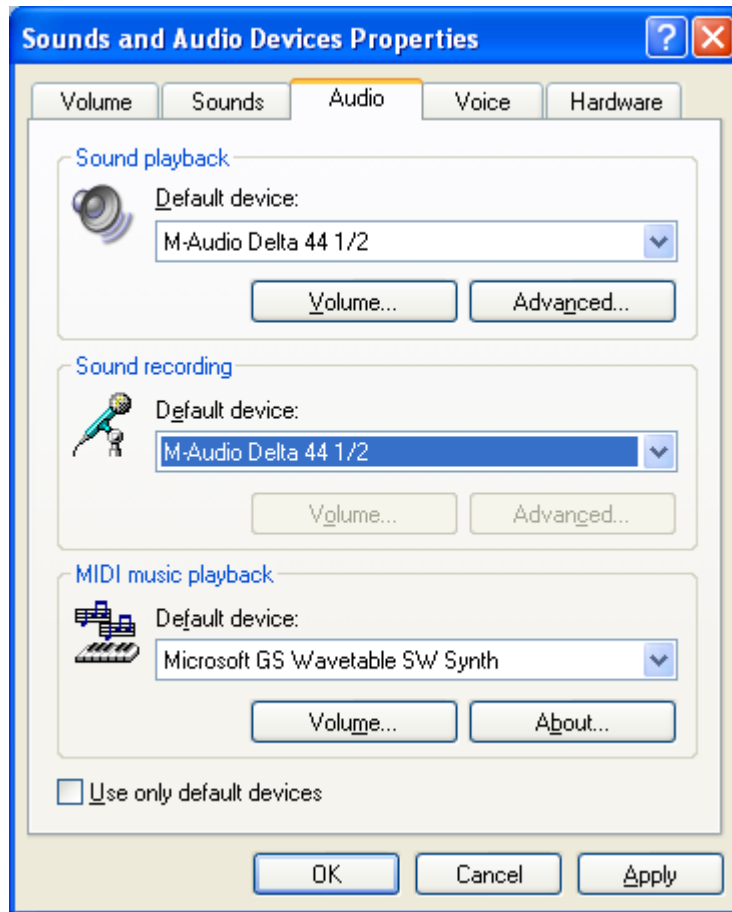 Sounds and Audio Devices Properties
Volume Sounds Audio Voice Hardware
Sound playback
Default device:
M-Audio Delta 44 1/2
Volume... Advanced...
Sound recording
Default device:
M-Audio Delta 44 1/2
Volume... Advanced...
MIDI music playback
Default device:
Microsoft GS Wavetable SW Synth
Volume... About...
Use only default devices
OK Cancel Apply